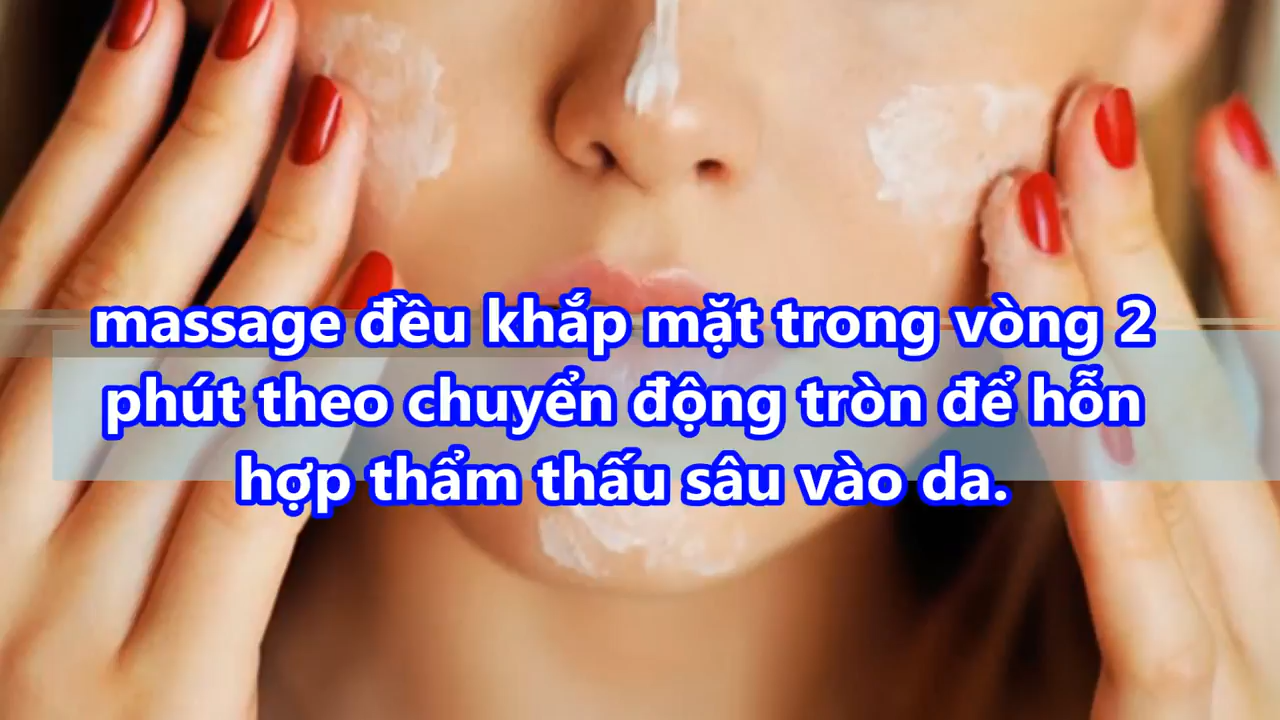 massage đều khắp mặt trong vòng 2
phút theo chuyển động tròn để hỗn
hợp thẩm thấu sâu vào da.